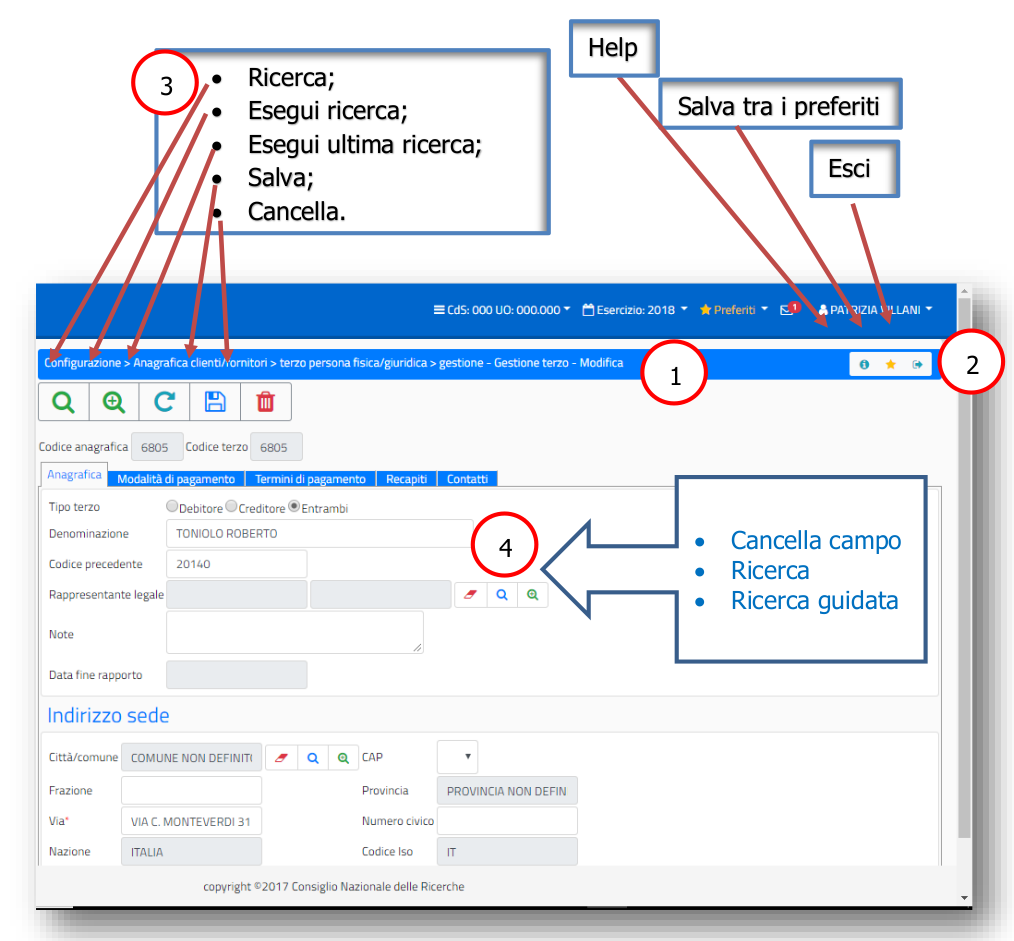 Help
3
• Ricerca;
• Esegui ricerca;
• Esegui ultima ricerca;
• Salva;
• Cancella.
Salva tra i preferiti
Esci
CdS: 000 UO: 000.000 Esercizio: 2018 Preferiti 1 PATRIZIA VILLANI
Configurazione > Anagrafica clienti/fornitori > terzo persona fisica/giuridica > gestione - Gestione terzo - Modifica
1
2
Codice anagrafica 6805 Codice terzo 6805
Anagrafica Modalità di pagamento Termini di pagamento Recapiti Contatti
Tipo terzo Debitore Creditore Entrambi
Denominazione TONIOLO ROBERTO
4
Codice precedente 20140
Rappresentante legale
Note
Data fine rapporto
• Cancella campo
• Ricerca
• Ricerca guidata
Indirizzo sede
Città/comune COMUNE NON DEFINIT( CAP
Frazione Provincia PROVINCIA NON DEFIN
Via* VIA C. MONTEVERDI 31 Numero civico
Nazione ITALIA Codice Iso IT
copyright ©2017 Consiglio Nazionale delle Ricerche